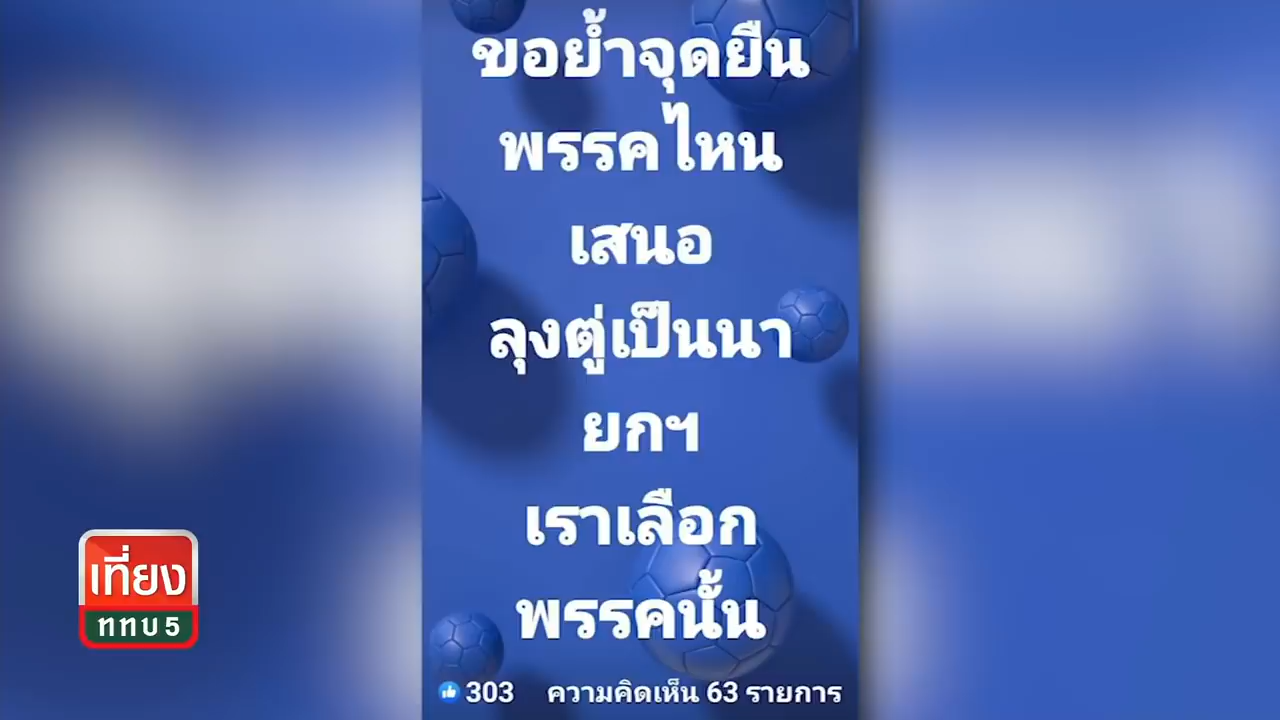 ขอย้ำจุดยืน
พรรคไหน
เสนอ
ลุงตู่เป็นนา
ยกฯ
เราเลือก
พรรคนั้น
303 ความคิดเห็น 63 รายการ
เที่ยง
ททบ 5